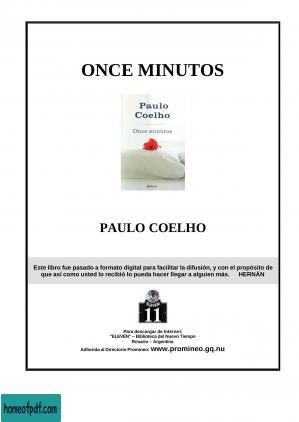 ONCE MINUTOS
Paulo
Coelho
Once minutos
PAULO COELHO
Este libro fue pasado a formato digital para facilitar la difusión, y con el propósito de
que así como usted lo recibió lo pueda hacer llegar a alguien más. HERNÁN
ELEVEN
11
Para descargar de Internet:
"ELEVEN" – Biblioteca del Nuevo Tiempo
Rosario – Argentina
Adherida al Directorio Promineo: www.promineo.gq.nu
homeofpdf.com